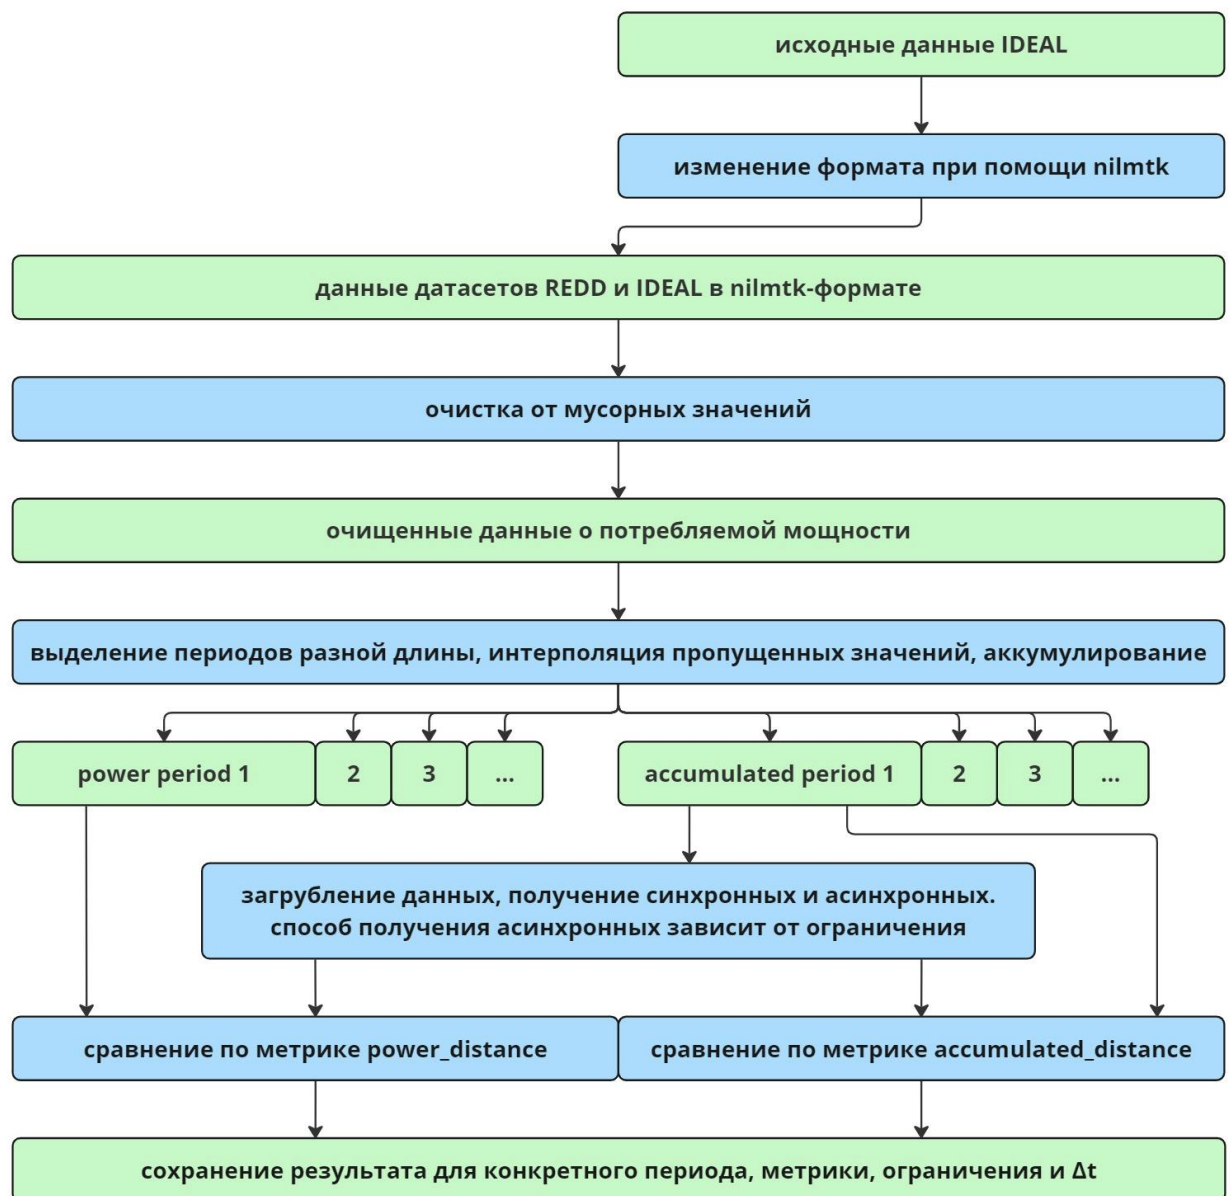 исходные данные IDEAL
изменение формата при помощи nilmtk
данные датасетов REDD и IDEAL в nilmtk-формате
очистка от мусорных значений
очищенные данные о потребляемой мощности
выделение периодов разной длины, интерполяция пропущенных значений, аккумулирование
power period 1 2 3 ... accumulated period 1 2 3 ...
загрубление данных, получение синхронных и асинхронных.
способ получения асинхронных зависит от ограничения
сравнение по метрике power_distance сравнение по метрике accumulated_distance
сохранение результата для конкретного периода, метрики, ограничения и Δt